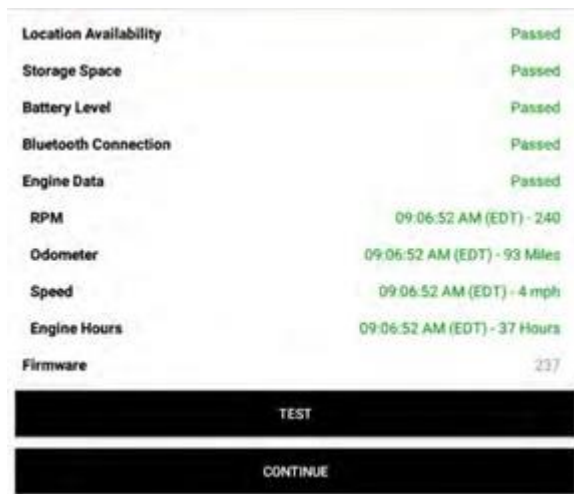 Location Availability Passed
Storage Space Passed
Battery Level Passed
Bluetooth Connection Passed
Engine Data Passed
RPM 09:06:52 AM (EDT) - 240
Odometer 09:06:52 AM (EDT) - 93 Miles
Speed 09:06:52 AM (EDT) - 4 mph
Engine Hours 09:06:52 AM (EDT) - 37 Hours
Firmware 237
TEST
CONTINUE